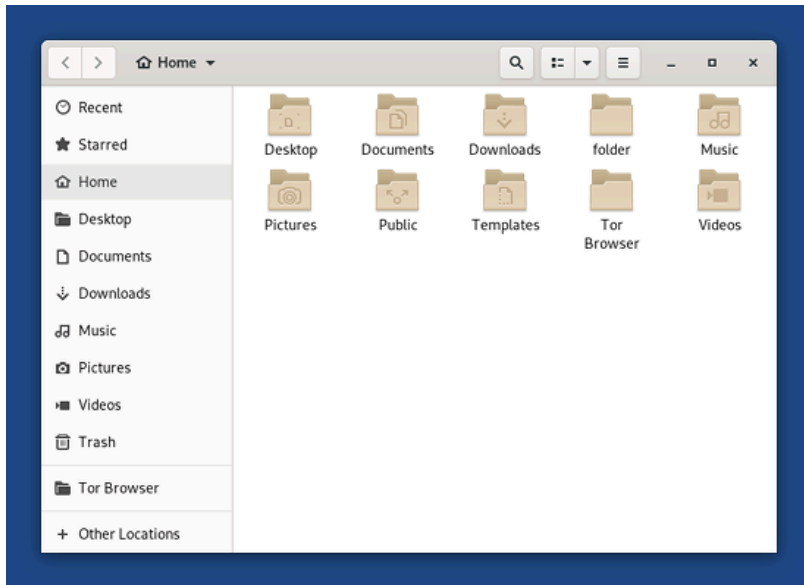 Home
Recent
Starred
Home
Desktop
Documents
Downloads
Music
Pictures
Videos
Trash
Tor Browser
Other Locations
Desktop
Documents
Downloads
folder
Music
Pictures
Public
Templates
Tor
Browser
Videos